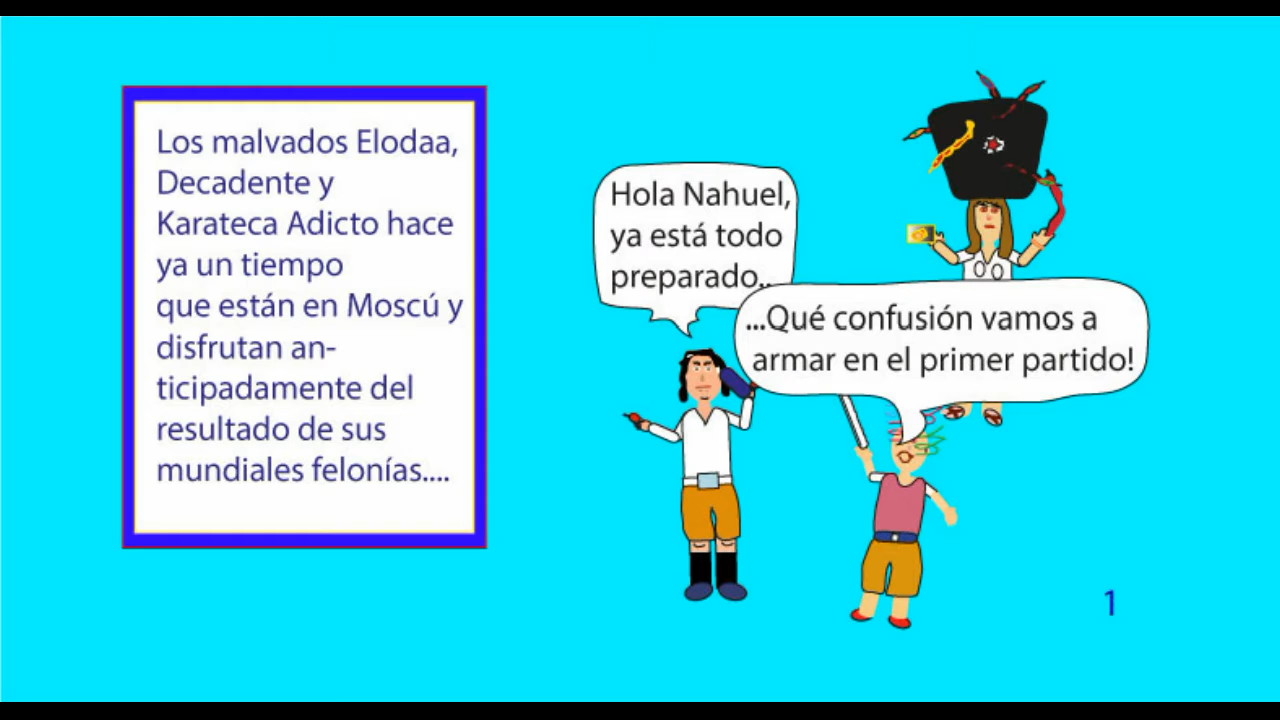 Los malvados Elodaa,
Decadente y
Karateca Adicto hace
ya un tiempo
que están en Moscú y
disfrutan an-
ticipadamente del
resultado de sus
mundiales felonías....
Hola Nahuel,
ya está todo
preparado..
...Qué confusión vamos a
armar en el primer partido!
1